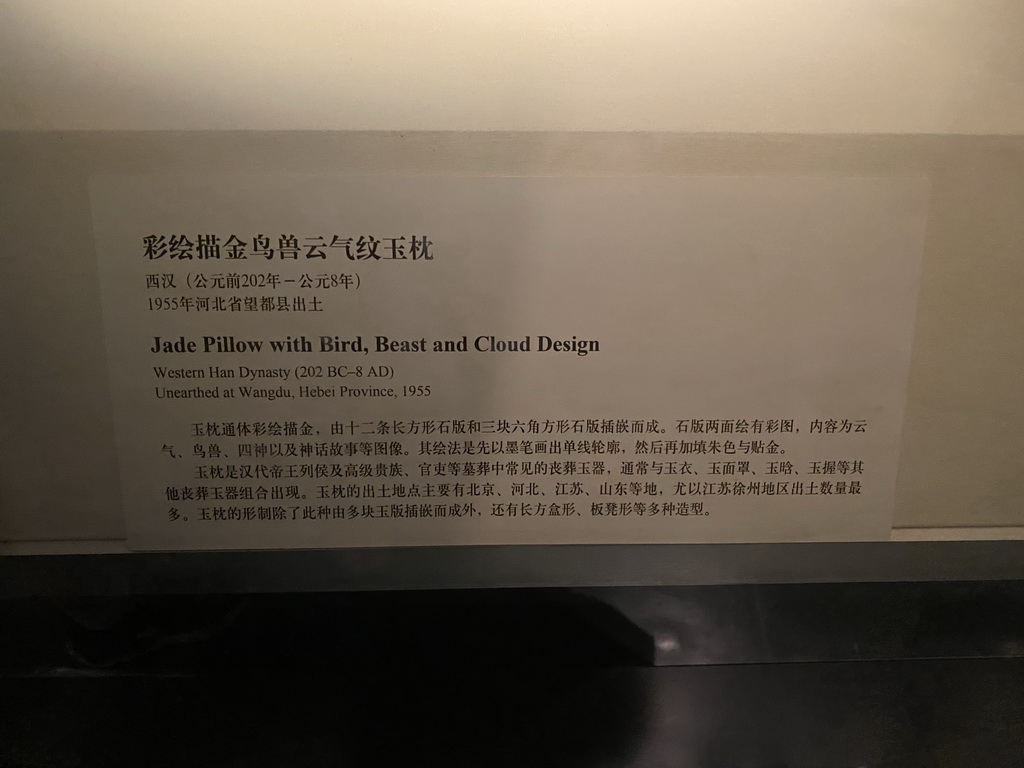 彩绘描金鸟兽云气纹玉枕
西汉（公元前202年－公元8年）
1955年河北省望都县出土
Jade Pillow with Bird, Beast and Cloud Design
Western Han Dynasty (202 BC–8 AD)
Unearthed at Wangdu, Hebei Province, 1955
玉枕通体彩绘描金，由十二条长方形石版和三块六角方形石版插嵌而成。石版两面绘有彩图，内容为云
气、鸟兽、四神以及神话故事等图像。其绘法是先以墨笔画出单线轮廓，然后再加填朱色与贴金。
玉枕是汉代帝王列侯及高级贵族、官吏等墓葬中常见的丧葬玉器，通常与玉衣、玉面罩、玉晗、玉握等其
他丧葬玉器组合出现。玉枕的出土地点主要有北京、河北、江苏、山东等地，尤以江苏徐州地区出土数量最
多。玉枕的形制除了此种由多块玉版插嵌而成外，还有长方盒形、板凳形等多种造型。